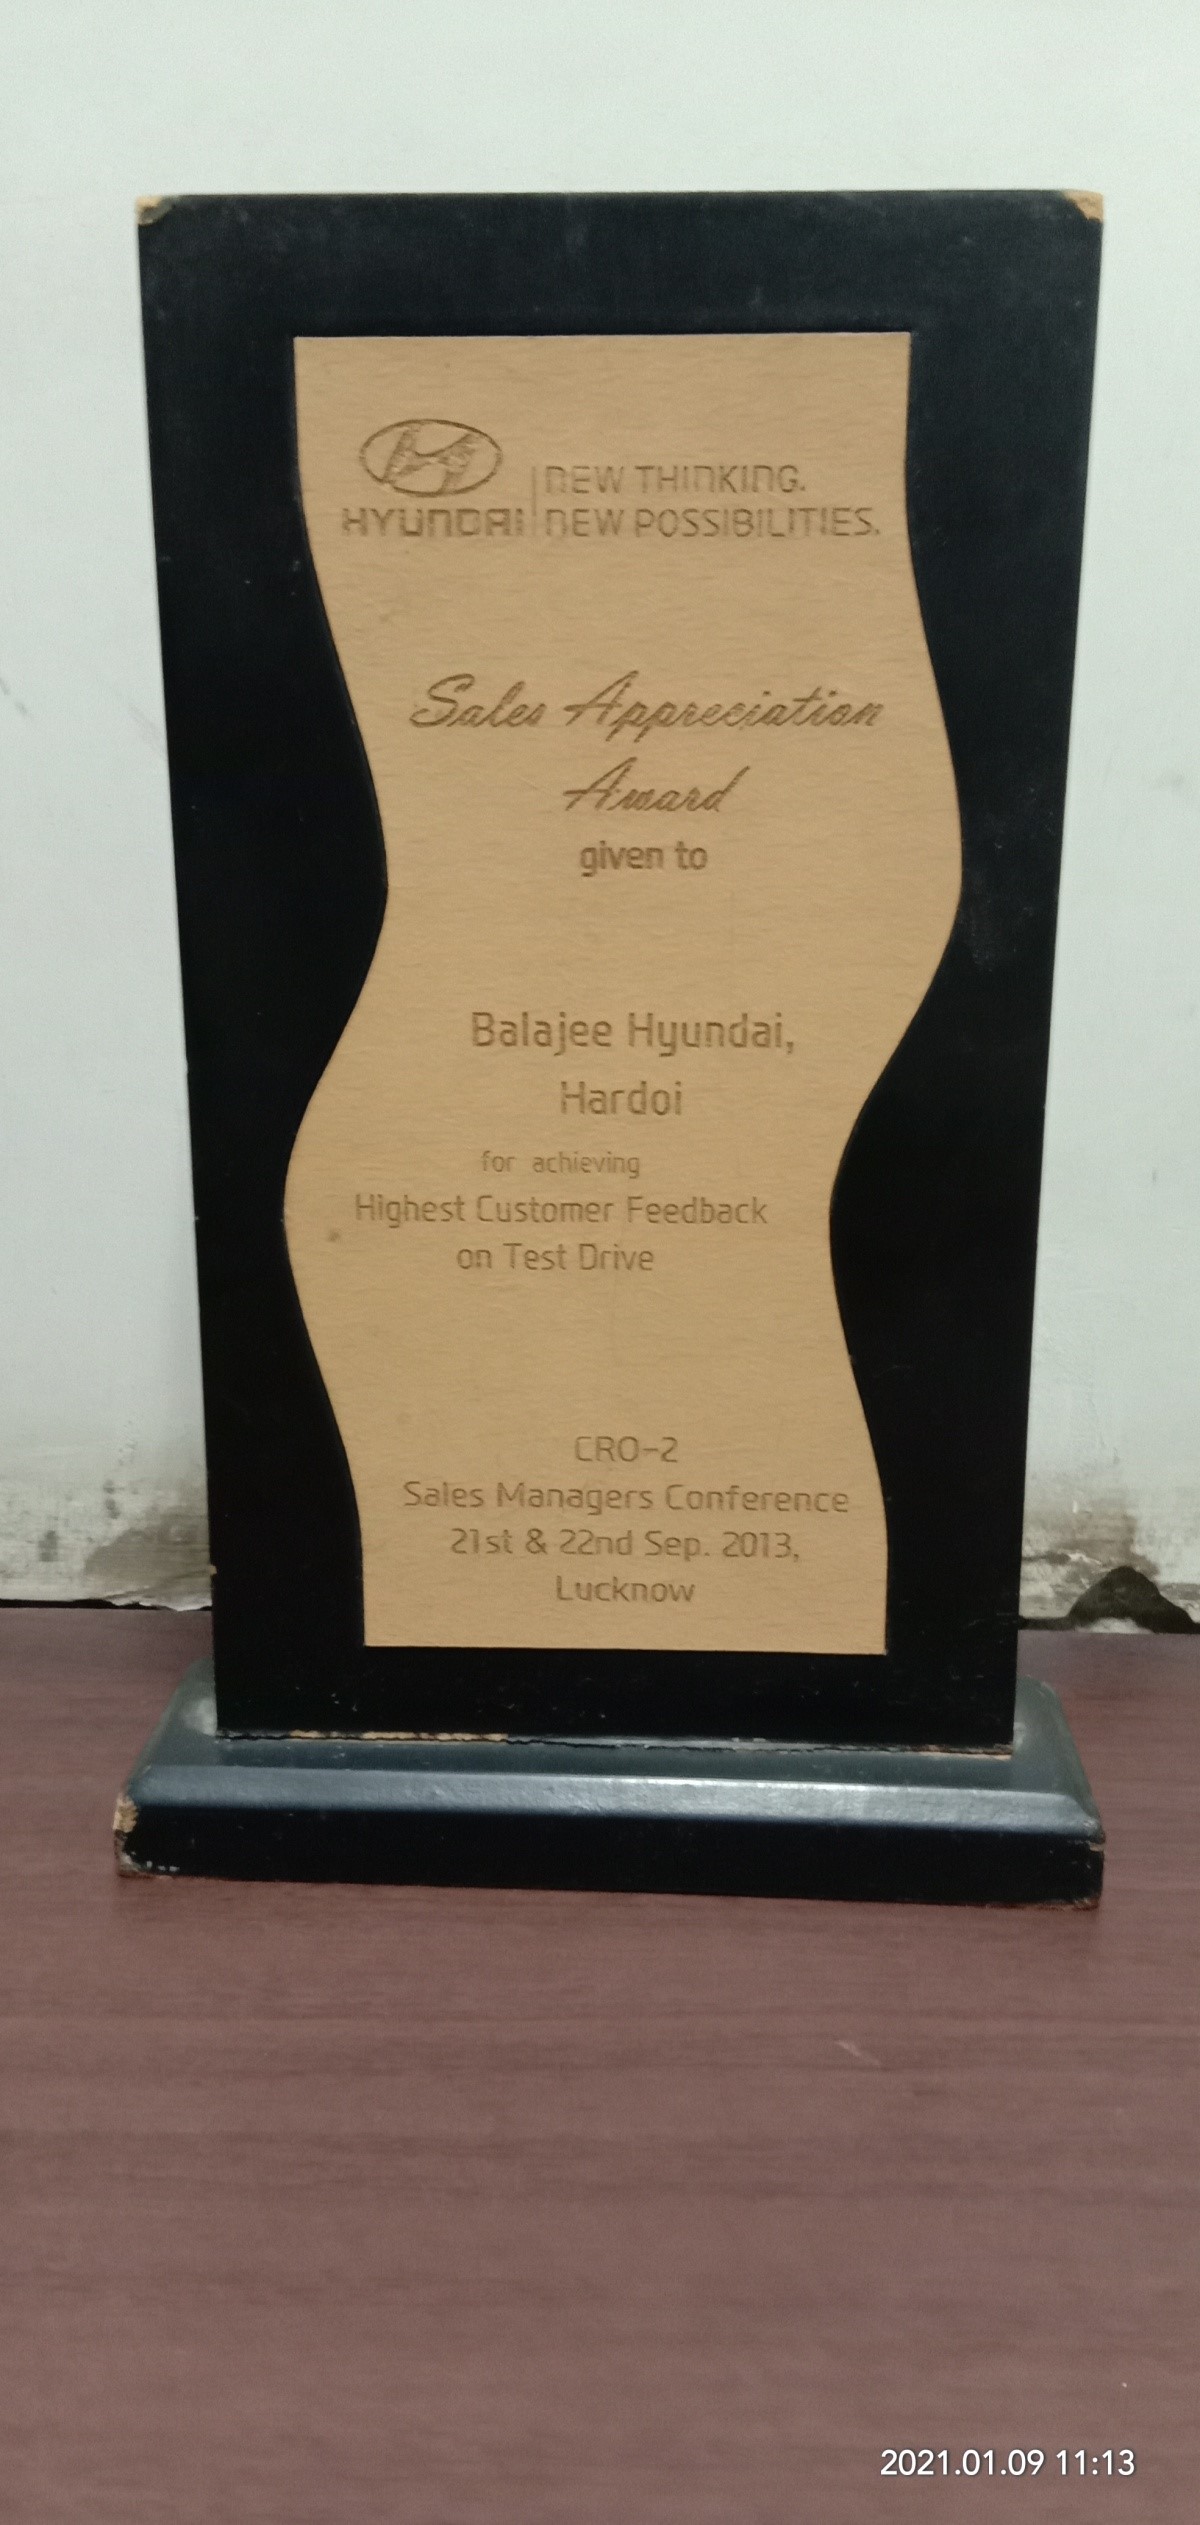 HYUNDAI
NEW THINKING.
NEW POSSIBILITIES.
Sales Appreciation
Award
given to
Balajee Hyundai,
Hardoi
for achieving
Highest Customer Feedback
on Test Drive
CRO-2
Sales Managers Conference
21st & 22nd Sep. 2013,
Lucknow
2021.01.09 11:13